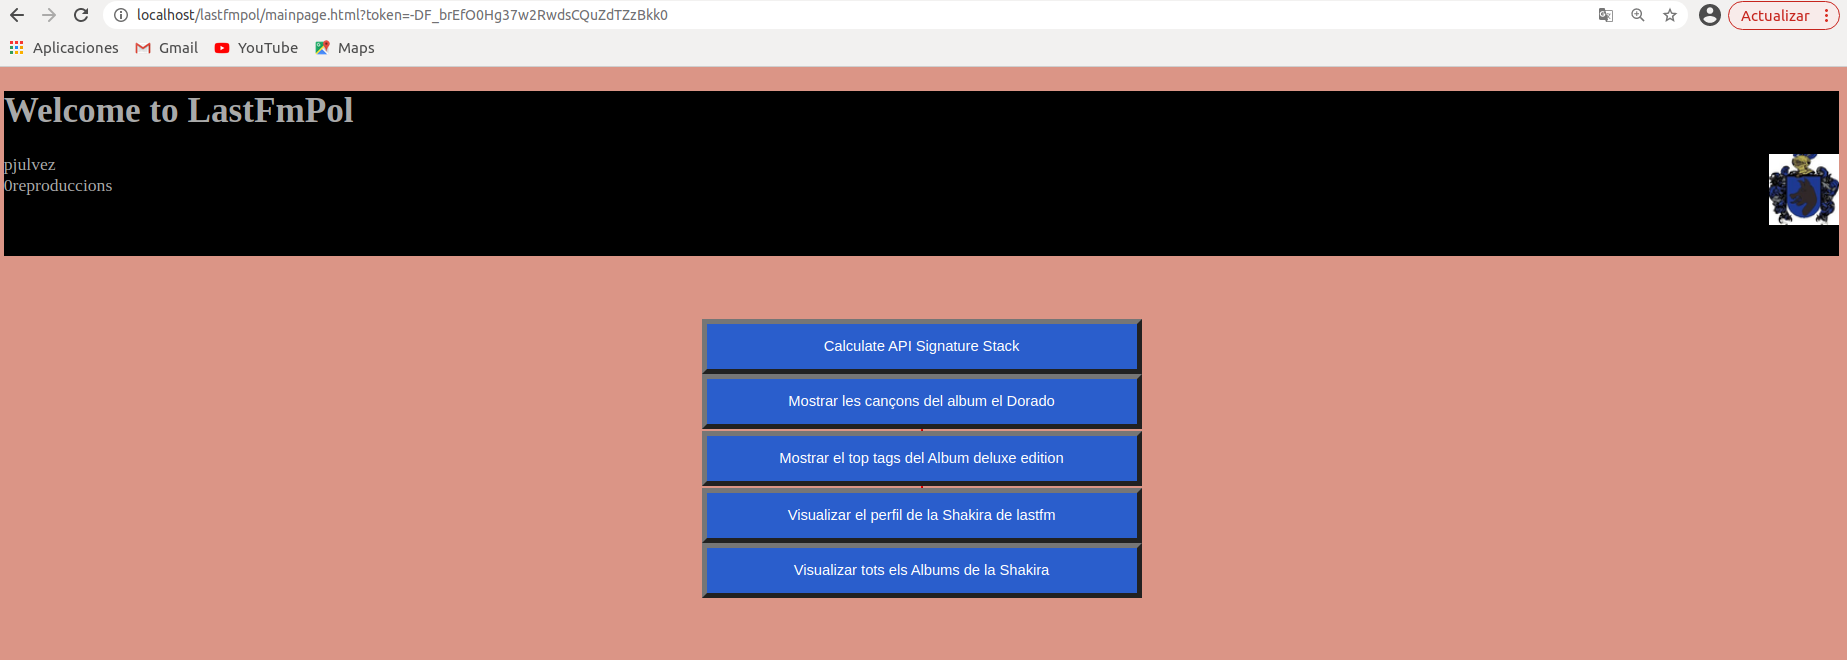 localhost/lastfmpol/mainpage.html?token=-DF_brEfO0Hg37w2RwdsCQuZdTZzBkk0
Actualizar
Aplicaciones Gmail YouTube Maps
Welcome to LastFmPol
pjulvez
0reproduccions
Calculate API Signature Stack
Mostrar les cançons del album el Dorado
Mostrar el top tags del Album deluxe edition
Visualizar el perfil de la Shakira de lastfm
Visualizar tots els Albums de la Shakira